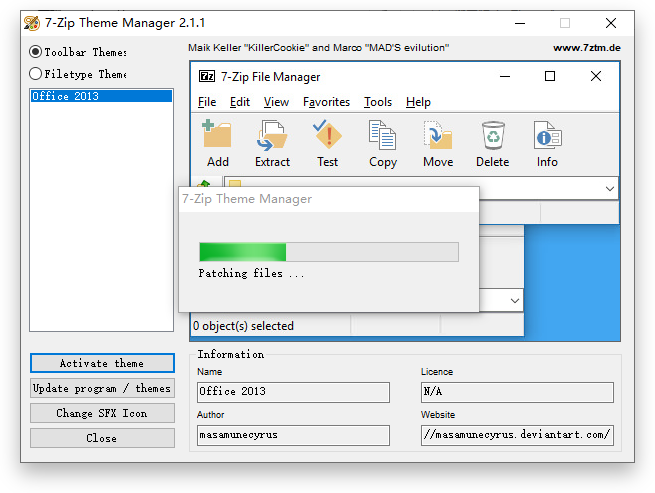 7-Zip Theme Manager 2.1.1
Toolbar Themes
Maik Keller "KillerCookie" and Marco "MAD'S evilution"
www.7ztm.de
Filetype Theme
Office 2013
7z
7-Zip File Manager
File Edit View Favorites Tools Help
Add Extract Test Copy Move Delete Info
7-Zip Theme Manager
Patching files ...
0 object(s) selected
Activate theme
Update program / themes
Change SFX Icon
Close
Information
Name
Licence
Office 2013
N/A
Author
Website
masamunecyrus
//masamunecyrus.deviantart.com/